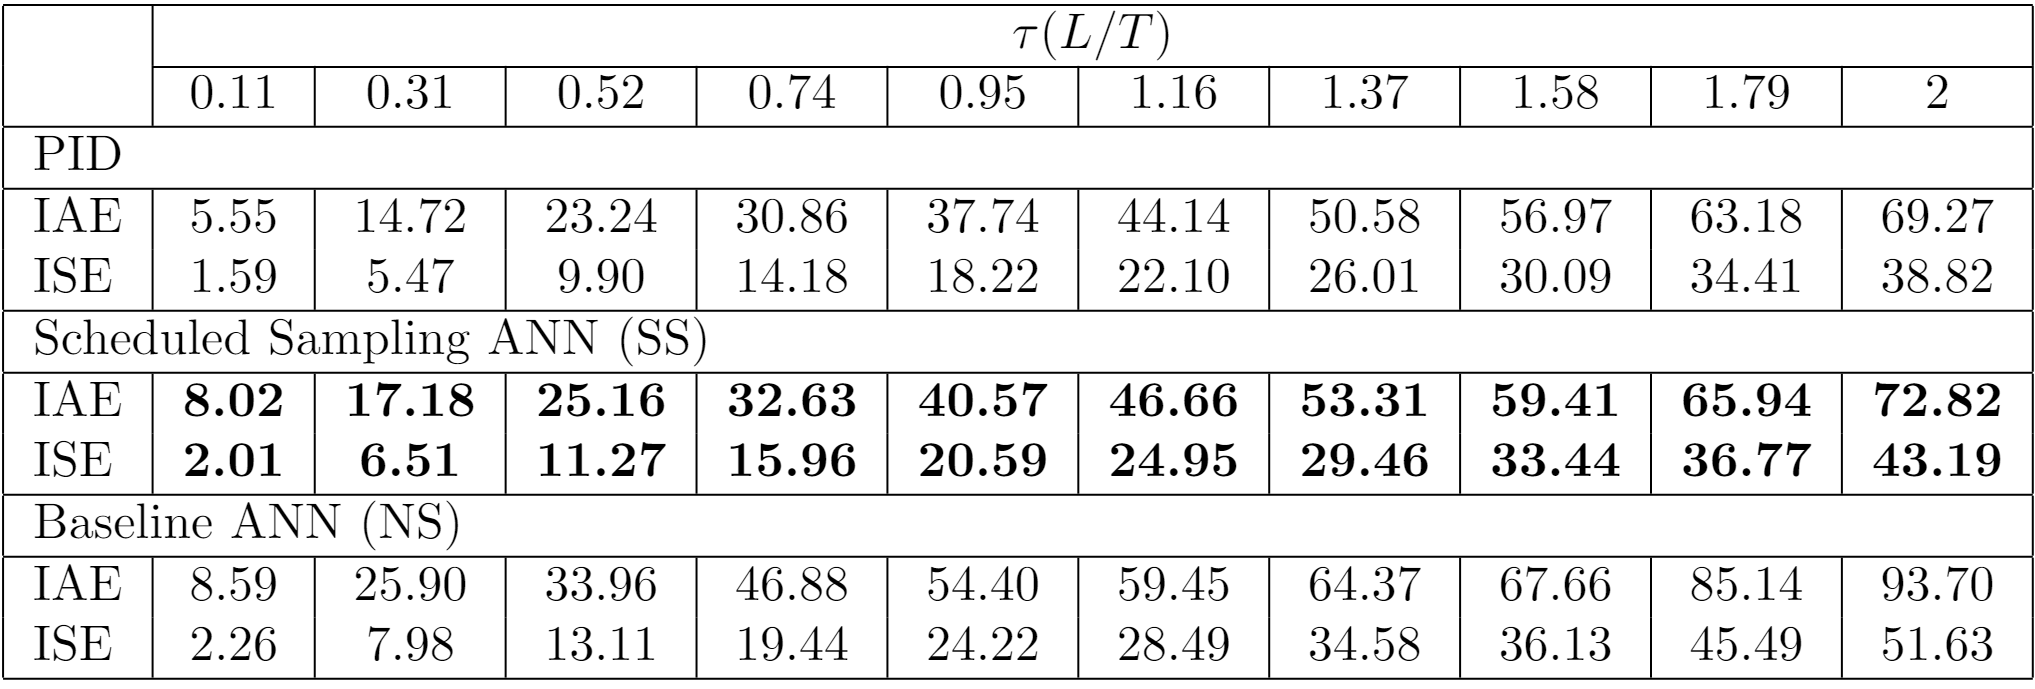 τ(L/T)
0.11 0.31 0.52 0.74 0.95 1.16 1.37 1.58 1.79 2
PID
IAE 5.55 14.72 23.24 30.86 37.74 44.14 50.58 56.97 63.18 69.27
ISE 1.59 5.47 9.90 14.18 18.22 22.10 26.01 30.09 34.41 38.82
Scheduled Sampling ANN (SS)
IAE 8.02 17.18 25.16 32.63 40.57 46.66 53.31 59.41 65.94 72.82
ISE 2.01 6.51 11.27 15.96 20.59 24.95 29.46 33.44 36.77 43.19
Baseline ANN (NS)
IAE 8.59 25.90 33.96 46.88 54.40 59.45 64.37 67.66 85.14 93.70
ISE 2.26 7.98 13.11 19.44 24.22 28.49 34.58 36.13 45.49 51.63